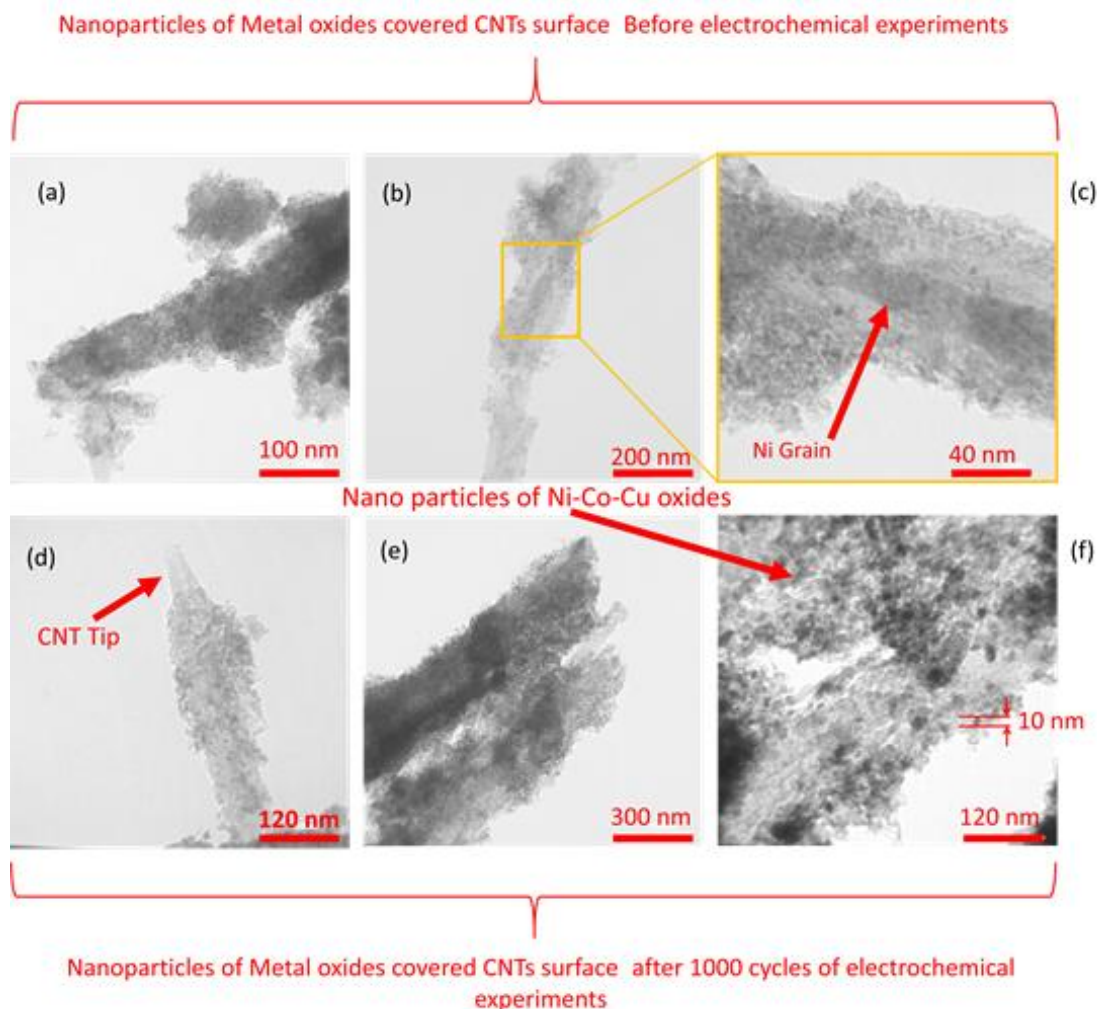 Nanoparticles of Metal oxides covered CNTs surface Before electrochemical experiments
(a)
(b)
(c)
Ni Grain
100 nm
200 nm
40 nm
Nano particles of Ni-Co-Cu oxides
(d)
(e)
(f)
CNT Tip
10 nm
120 nm
300 nm
120 nm
Nanoparticles of Metal oxides covered CNTs surface after 1000 cycles of electrochemical
experiments